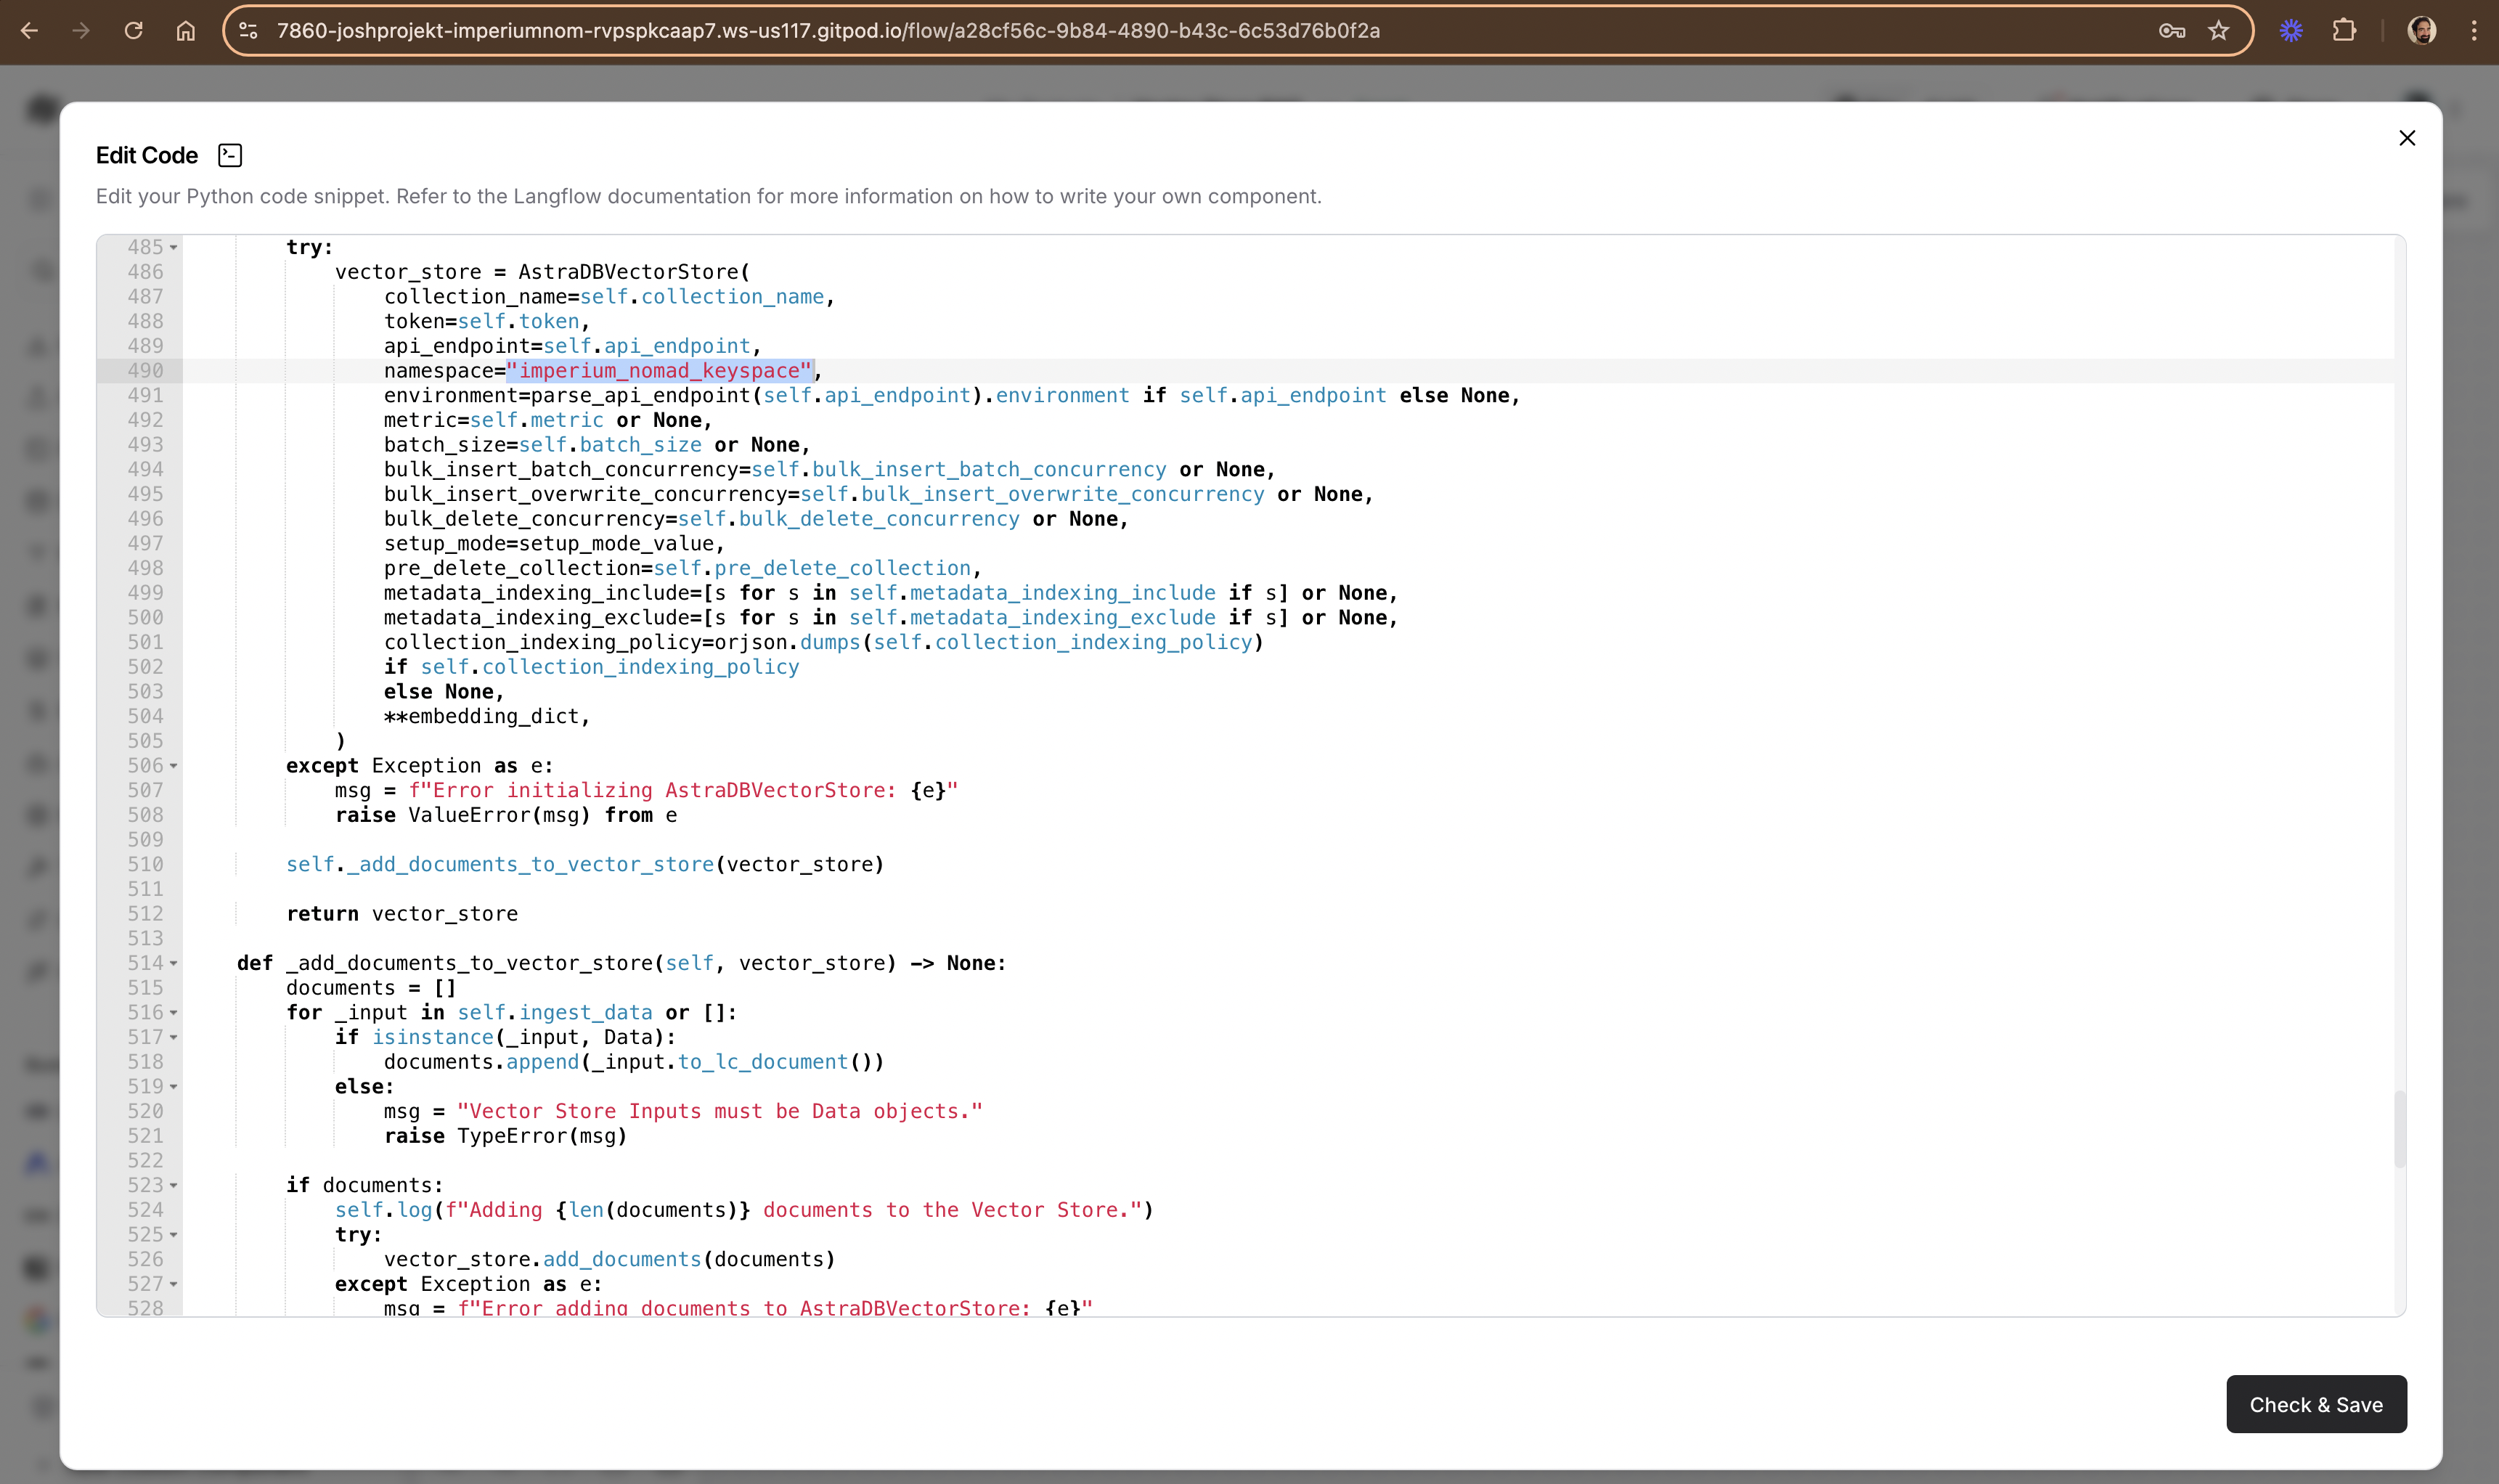 7860-joshprojekt-imperiumnom-rvpspkcaap7.ws-us117.gitpod.io/flow/a28cf56c-9b84-4890-b43c-6c53d76b0f2a
Edit Code
Edit your Python code snippet. Refer to the Langflow documentation for more information on how to write your own component.
485 try:
486 vector_store = AstraDBVectorStore(
487 collection_name=self.collection_name,
488 token=self.token,
489 api_endpoint=self.api_endpoint,
490 namespace="imperium_nomad_keyspace",
491 environment=parse_api_endpoint(self.api_endpoint).environment if self.api_endpoint else None,
492 metric=self.metric or None,
493 batch_size=self.batch_size or None,
494 bulk_insert_batch_concurrency=self.bulk_insert_batch_concurrency or None,
495 bulk_insert_overwrite_concurrency=self.bulk_insert_overwrite_concurrency or None,
496 bulk_delete_concurrency=self.bulk_delete_concurrency or None,
497 setup_mode=setup_mode_value,
498 pre_delete_collection=self.pre_delete_collection,
499 metadata_indexing_include=[s for s in self.metadata_indexing_include if s] or None,
500 metadata_indexing_exclude=[s for s in self.metadata_indexing_exclude if s] or None,
501 collection_indexing_policy=orjson.dumps(self.collection_indexing_policy)
502 if self.collection_indexing_policy
503 else None,
504 **embedding_dict,
505 )
506 except Exception as e:
507 msg = f"Error initializing AstraDBVectorStore: {e}"
508 raise ValueError(msg) from e
509
510 self._add_documents_to_vector_store(vector_store)
511
512 return vector_store
513
514 def _add_documents_to_vector_store(self, vector_store) -> None:
515 documents = []
516 for _input in self.ingest_data or []:
517 if isinstance(_input, Data):
518 documents.append(_input.to_lc_document())
519 else:
520 msg = "Vector Store Inputs must be Data objects."
521 raise TypeError(msg)
522
523 if documents:
524 self.log(f"Adding {len(documents)} documents to the Vector Store.")
525 try:
526 vector_store.add_documents(documents)
527 except Exception as e:
528 msg = f"Error adding documents to AstraDBVectorStore: {e}"
Check & Save